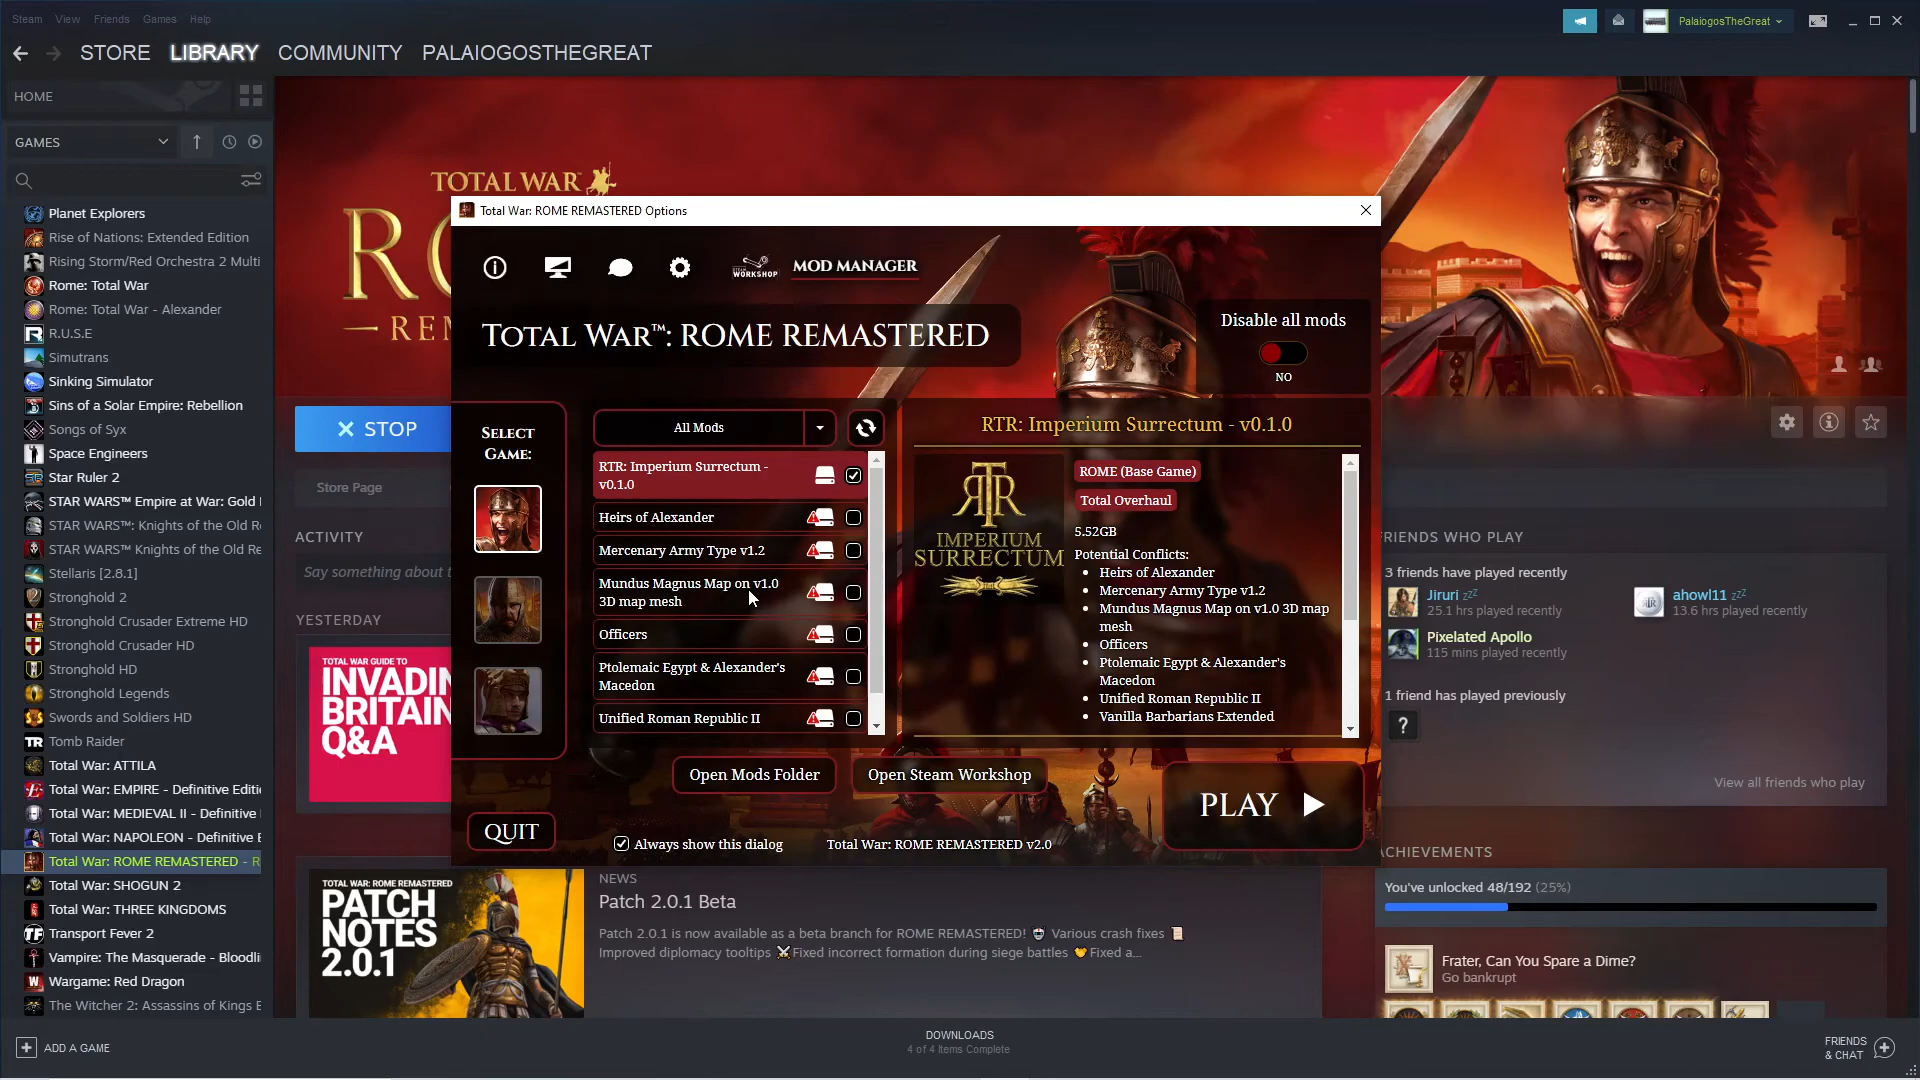 Steam View Friends Games Help
PalaiogosTheGreat
STORE LIBRARY COMMUNITY PALAIOGOSTHEGREAT
HOME
GAMES
Planet Explorers
Rise of Nations: Extended Edition
Rising Storm/Red Orchestra 2 Multi
Rome: Total War
Rome: Total War - Alexander
R.U.S.E
Simutrans
Sinking Simulator
Sins of a Solar Empire: Rebellion
Songs of Syx
Space Engineers
Star Ruler 2
STAR WARS™ Empire at War: Gold
STAR WARS™: Knights of the Old Re
STAR WARS™ Knights of the Old Re
Stellaris [2.8.1]
Stronghold 2
Stronghold Crusader Extreme HD
Stronghold Crusader HD
Stronghold HD
Stronghold Legends
Swords and Soldiers HD
Tomb Raider
Total War: ATTILA
Total War: EMPIRE - Definitive Editi
Total War: MEDIEVAL II - Definitive
Total War: NAPOLEON - Definitive E
Total War: ROME REMASTERED - R
Total War: SHOGUN 2
Total War: THREE KINGDOMS
Transport Fever 2
Vampire: The Masquerade - Bloodli
Wargame: Red Dragon
The Witcher 2: Assassins of Kings E
ADD A GAME
TOTAL WAR
RO
REM
STOP
Store Page
ACTIVITY
Say something about t
YESTERDAY
TOTAL WAR GUIDE TO
INVADIN
BRITAIN
Q&A
Total War: ROME REMASTERED Options
STEAM WORKSHOP
MOD MANAGER
TOTAL WAR™: ROME REMASTERED
Disable all mods
NO
SELECT
GAME:
All Mods
RTR: Imperium Surrectum -
v0.1.0
Heirs of Alexander
Mercenary Army Type v1.2
Mundus Magnus Map on v1.0
3D map mesh
Officers
Ptolemaic Egypt & Alexander's
Macedon
Unified Roman Republic II
RTR: Imperium Surrectum - v0.1.0
RTR
IMPERIUM
SURRECTUM
ROME (Base Game)
Total Overhaul
5.52GB
Potential Conflicts:
Heirs of Alexander
Mercenary Army Type v1.2
Mundus Magnus Map on v1.0 3D map
mesh
Officers
Ptolemaic Egypt & Alexander's
Macedon
Unified Roman Republic II
Vanilla Barbarians Extended
Open Mods Folder
Open Steam Workshop
PLAY
QUIT
Always show this dialog
Total War: ROME REMASTERED v2.0
TOTAL WAR: ROME REMASTERED
PATCH
NOTES
2.0.1
NEWS
Patch 2.0.1 Beta
Patch 2.0.1 is now available as a beta branch for ROME REMASTERED! Various crash fixes
Improved diplomacy tooltips Fixed incorrect formation during siege battles Fixed a...
FRIENDS WHO PLAY
3 friends have played recently
Jiruri zzz
25.1 hrs played recently
ahowl11 zzz
13.6 hrs played recently
Pixelated Apollo
115 mins played recently
1 friend has played previously
?
View all friends who play
ACHIEVEMENTS
You've unlocked 48/192 (25%)
Frater, Can You Spare a Dime?
Go bankrupt
DOWNLOADS
4 of 4 Items Complete
FRIENDS
& CHAT